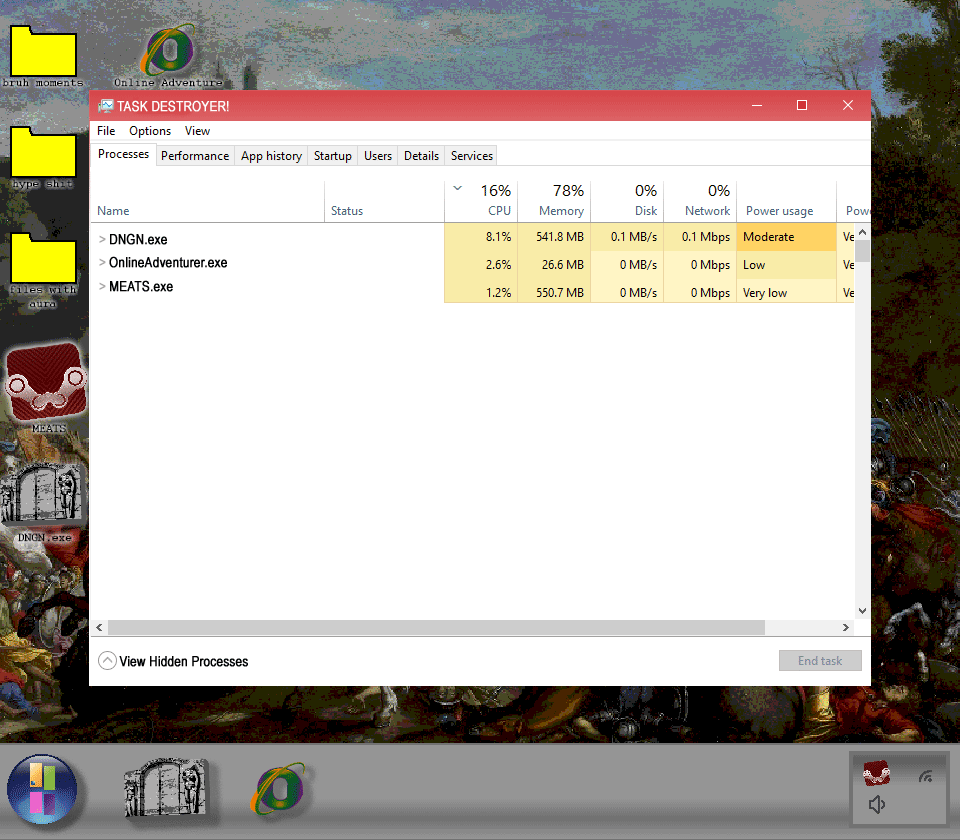 bruh moments
Online Adventure
hype shit
files with
aura
MEATS
DNGN.exe
TASK DESTROYER!
File Options View
Processes Performance App history Startup Users Details Services
16% 78% 0% 0%
Name Status CPU Memory Disk Network Power usage Powe
> DNGN.exe 8.1% 541.8 MB 0.1 MB/s 0.1 Mbps Moderate Ve
> OnlineAdventurer.exe 2.6% 26.6 MB 0 MB/s 0 Mbps Low Ve
> MEATS.exe 1.2% 550.7 MB 0 MB/s 0 Mbps Very low Ve
View Hidden Processes
End task